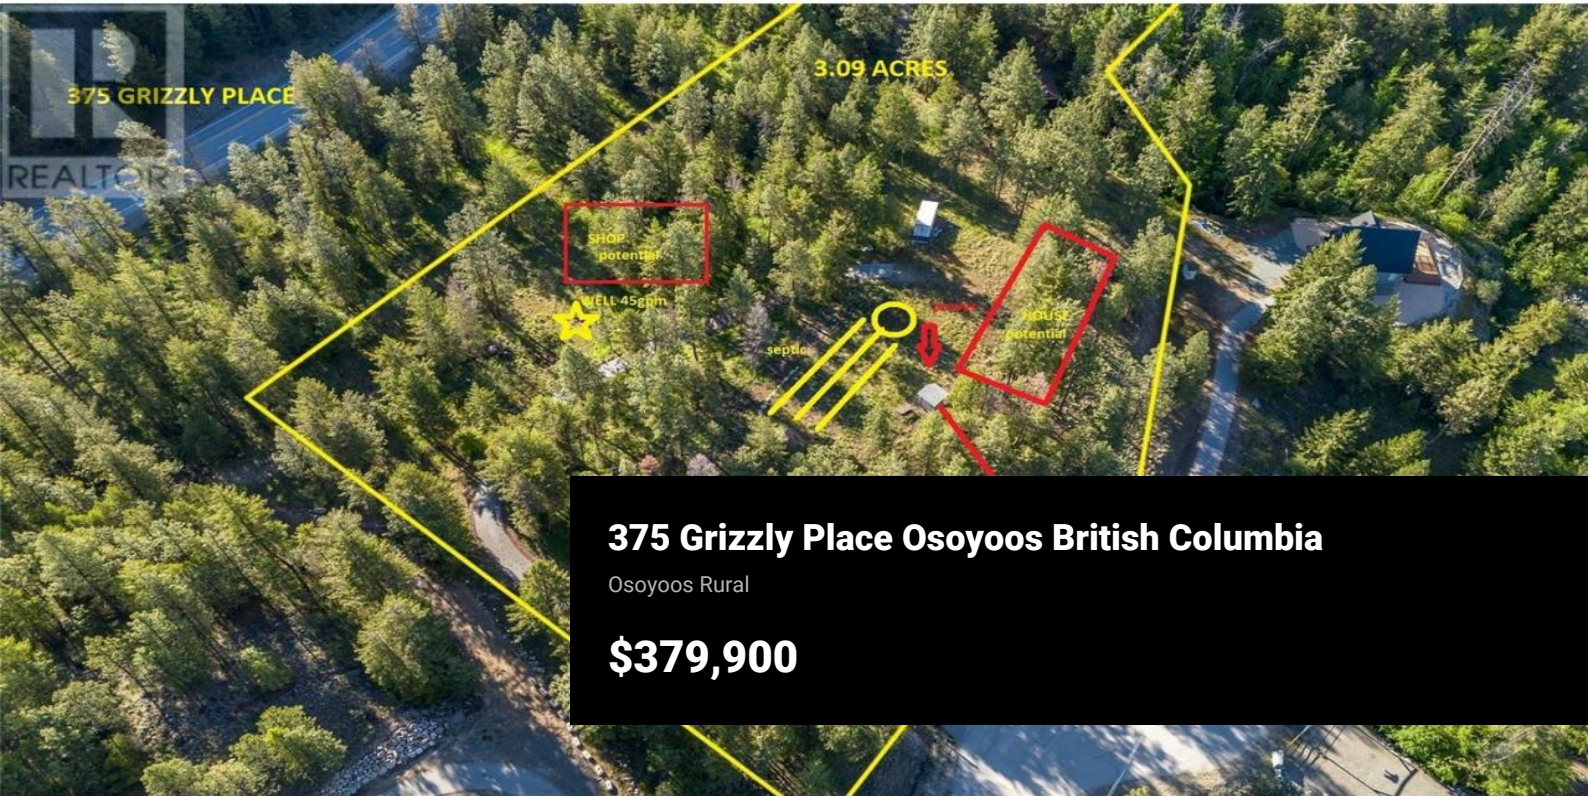 3.09 ACRES
375 GRIZZLY PLACE
REALTOR
SHOP
potential
WELL 45gpm
HOUSE
potential
septic
375 Grizzly Place Osoyoos British Columbia
Osoyoos Rural
$379,900